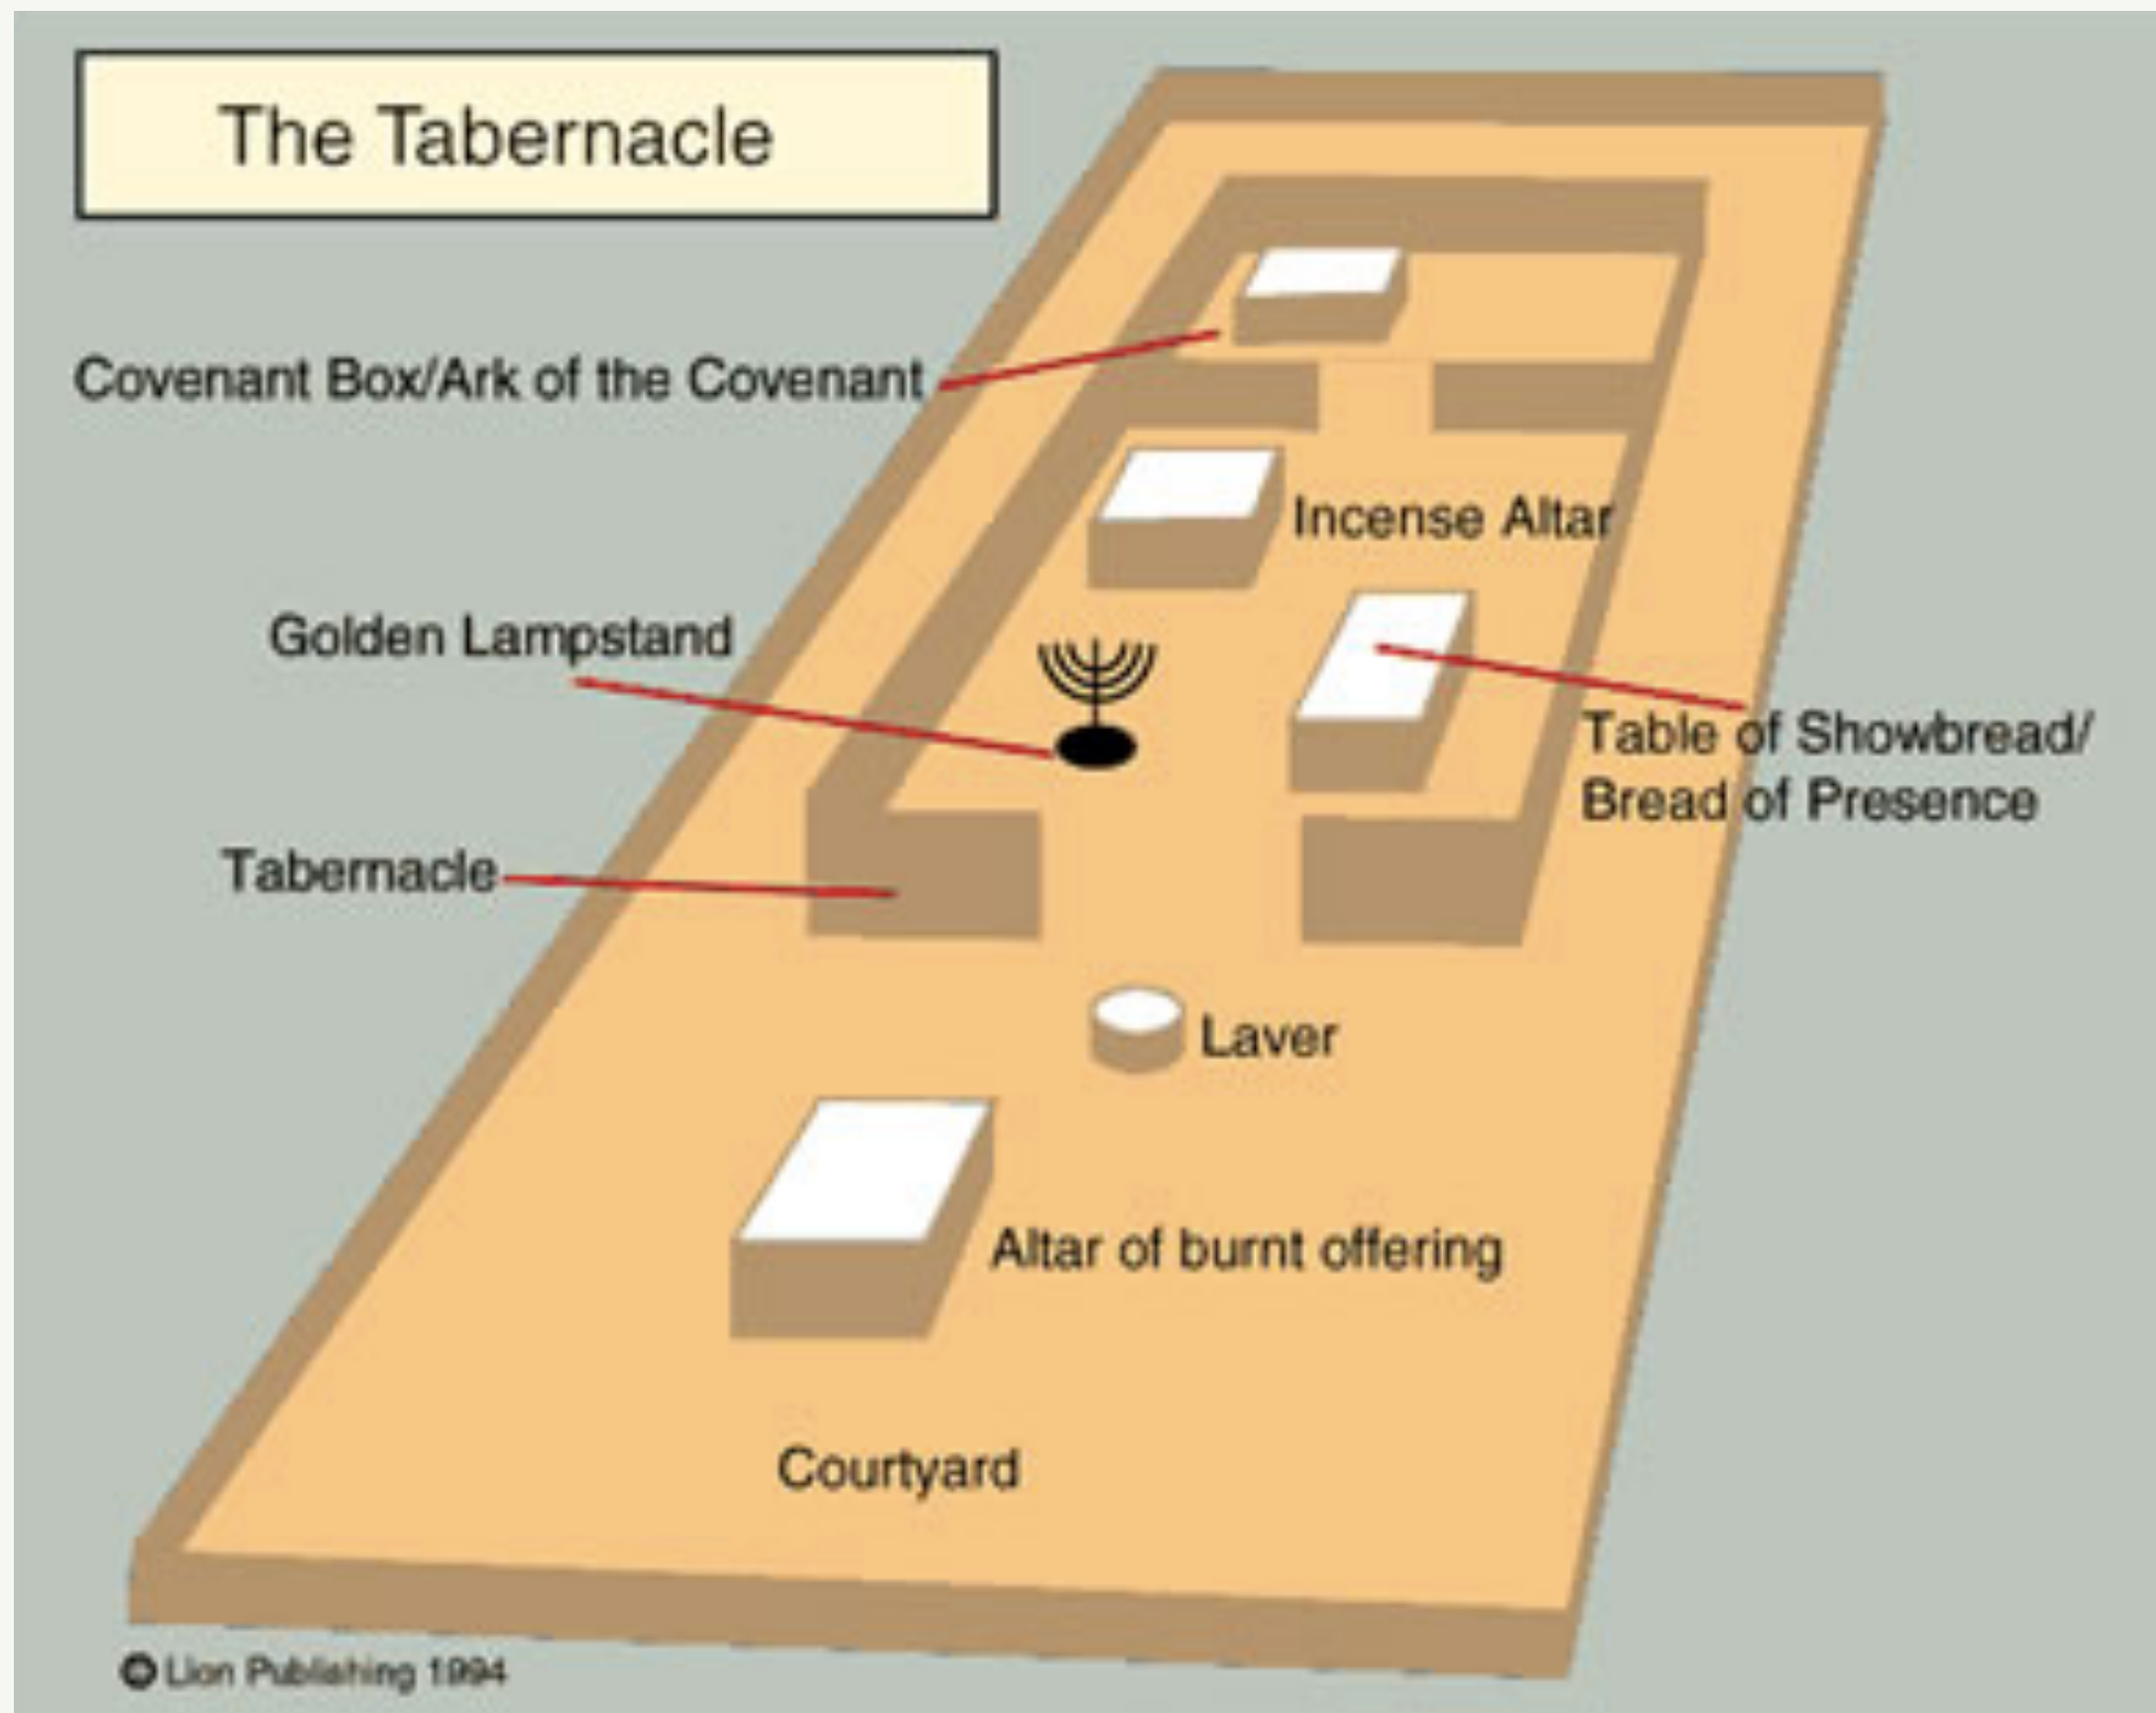 The Tabernacle
Covenant Box/Ark of the Covenant
Incense Altar
Golden Lampstand
Table of Showbread/
Bread of Presence
Tabernacle
Laver
Altar of burnt offering
Courtyard
© Lion Publishing 1994